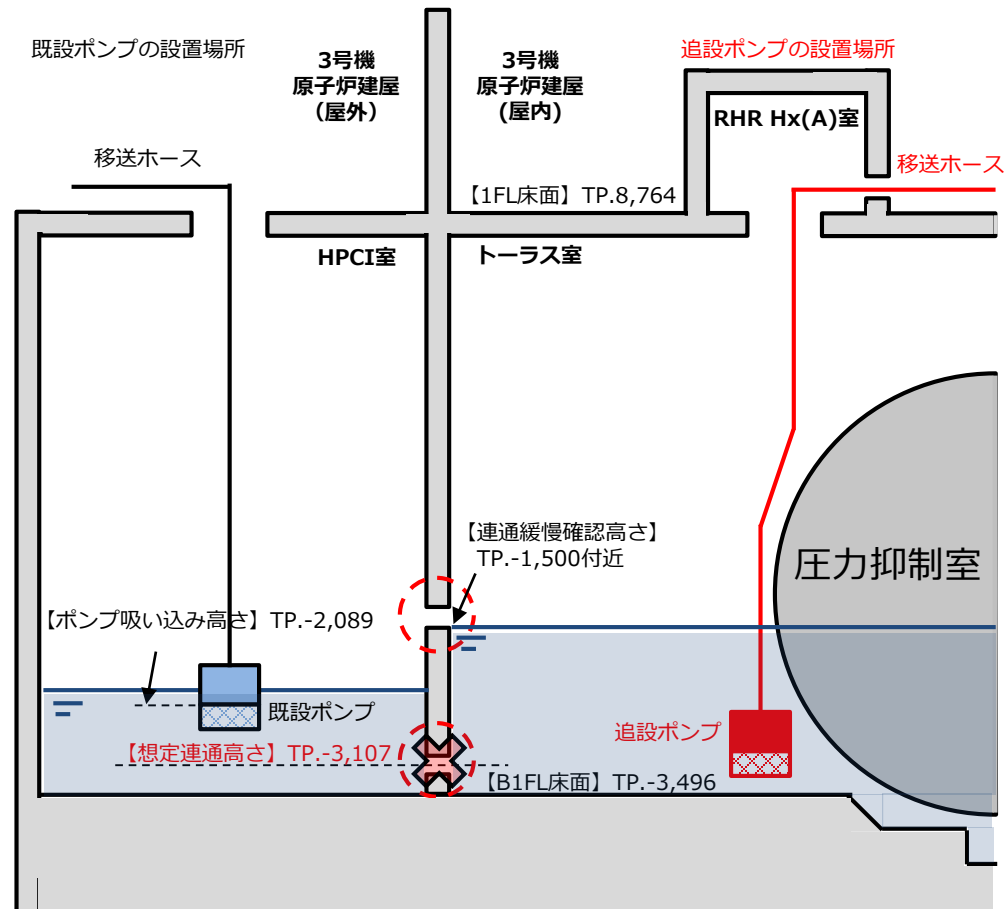 既設ポンプの設置場所
3号機
原子炉建屋
(屋外）
3号機
原子炉建屋
(屋内)
追設ポンプの設置場所
RHR Hx(A)室
移送ホース
移送ホース
【1FL床面】TP.8,764
HPCI室
トーラス室
【連通緩慢確認高さ】
TP.-1,500付近
圧力抑制室
【ポンプ吸い込み高さ】TP.-2,089
既設ポンプ
追設ポンプ
【想定連通高さ】TP.-3,107
【B1FL床面】TP.-3,496